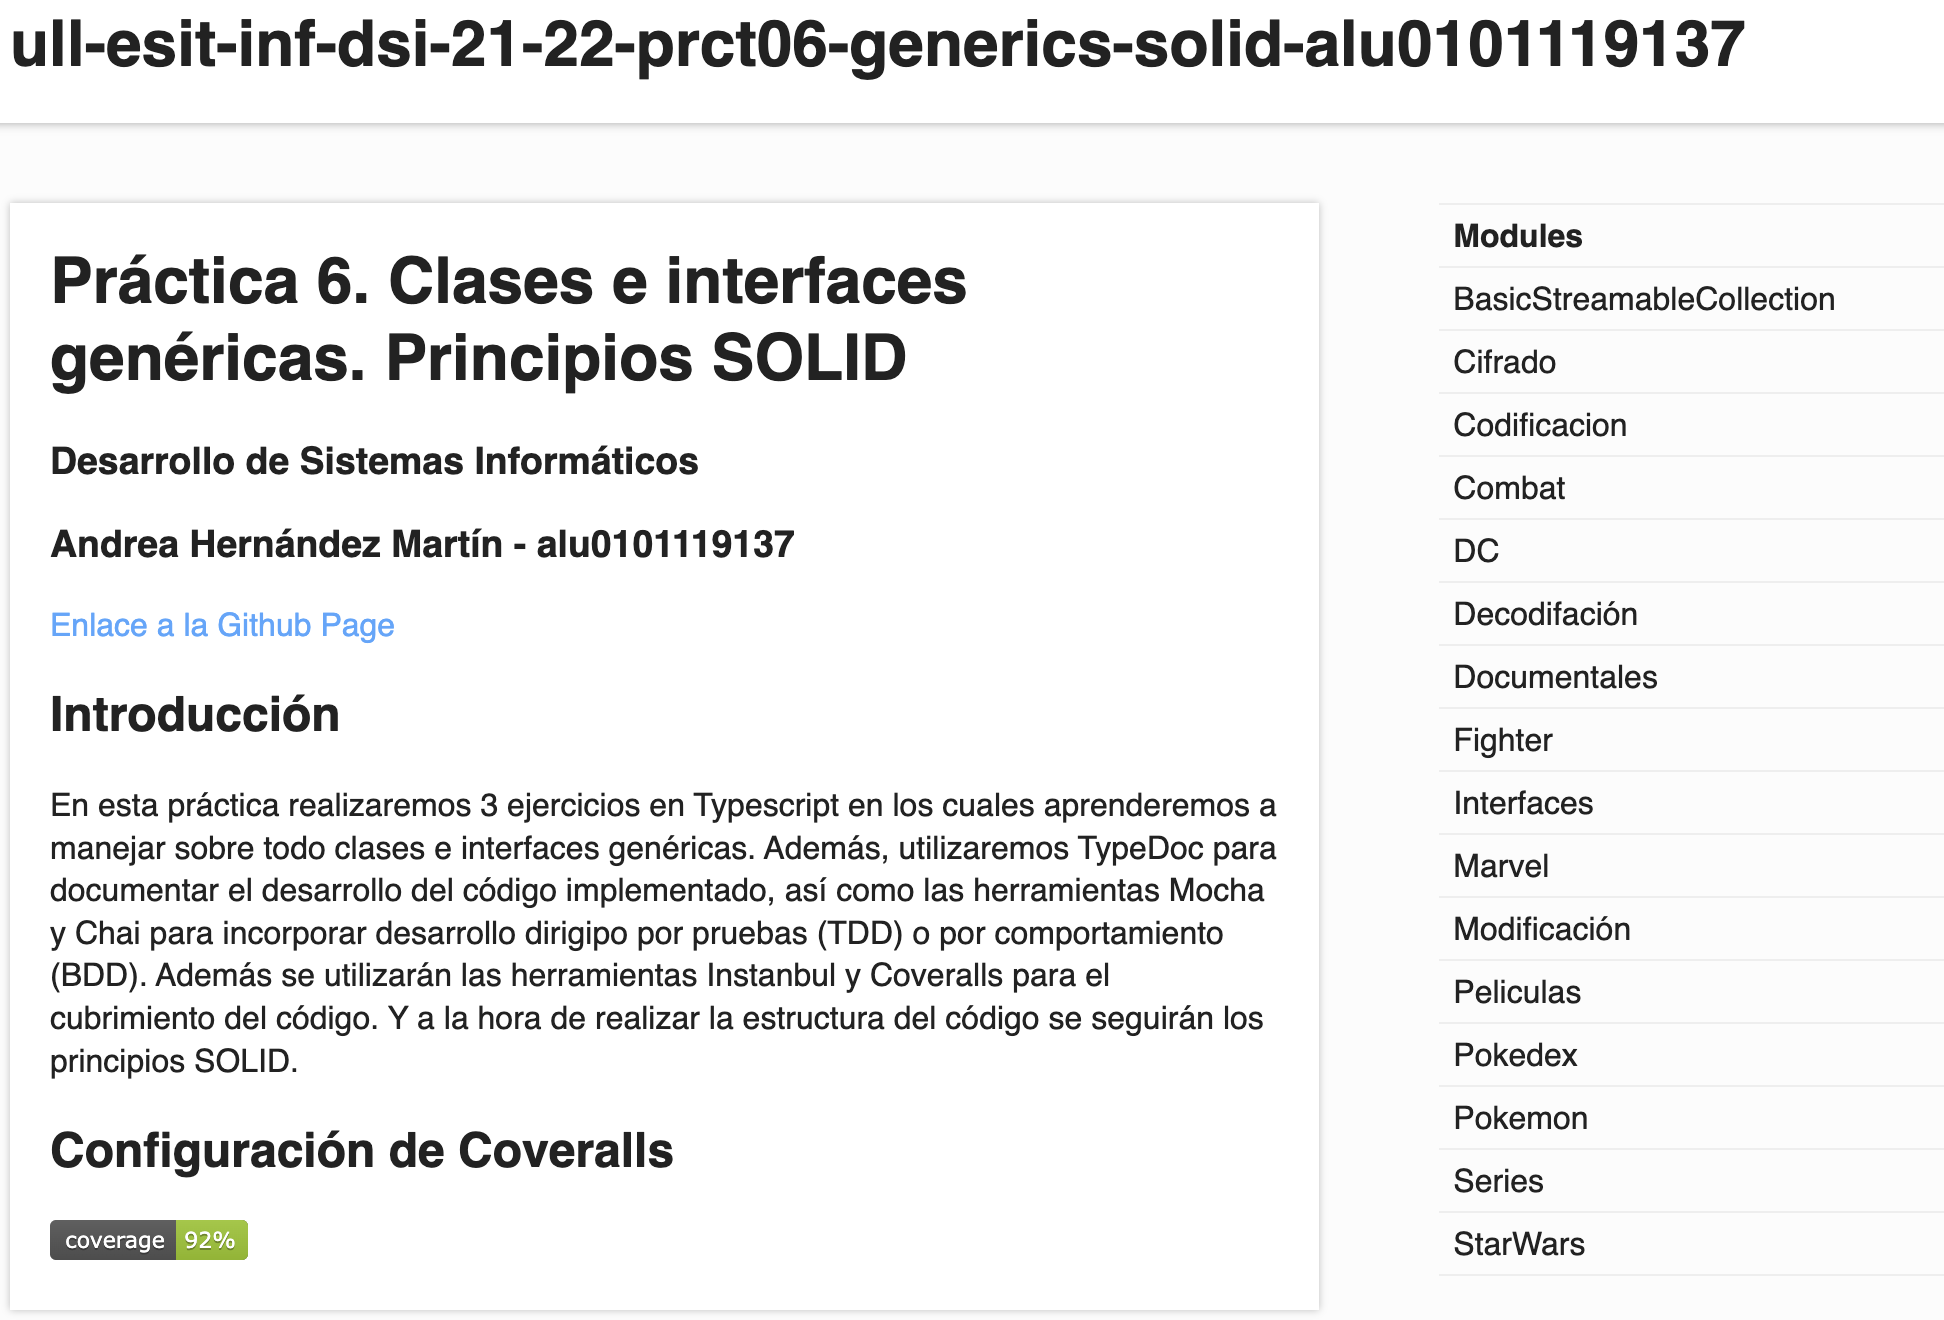 ull-esit-inf-dsi-21-22-prct06-generics-solid-alu0101119137
Práctica 6. Clases e interfaces
genéricas. Principios SOLID
Desarrollo de Sistemas Informáticos
Andrea Hernández Martín - alu0101119137
Enlace a la Github Page
Introducción
En esta práctica realizaremos 3 ejercicios en Typescript en los cuales aprenderemos a
manejar sobre todo clases e interfaces genéricas. Además, utilizaremos TypeDoc para
documentar el desarrollo del código implementado, así como las herramientas Mocha
y Chai para incorporar desarrollo dirigipo por pruebas (TDD) o por comportamiento
(BDD). Además se utilizarán las herramientas Instanbul y Coveralls para el
cubrimiento del código. Y a la hora de realizar la estructura del código se seguirán los
principios SOLID.
Configuración de Coveralls
coverage 92%
Modules
BasicStreamableCollection
Cifrado
Codificacion
Combat
DC
Decodifación
Documentales
Fighter
Interfaces
Marvel
Modificación
Peliculas
Pokedex
Pokemon
Series
StarWars